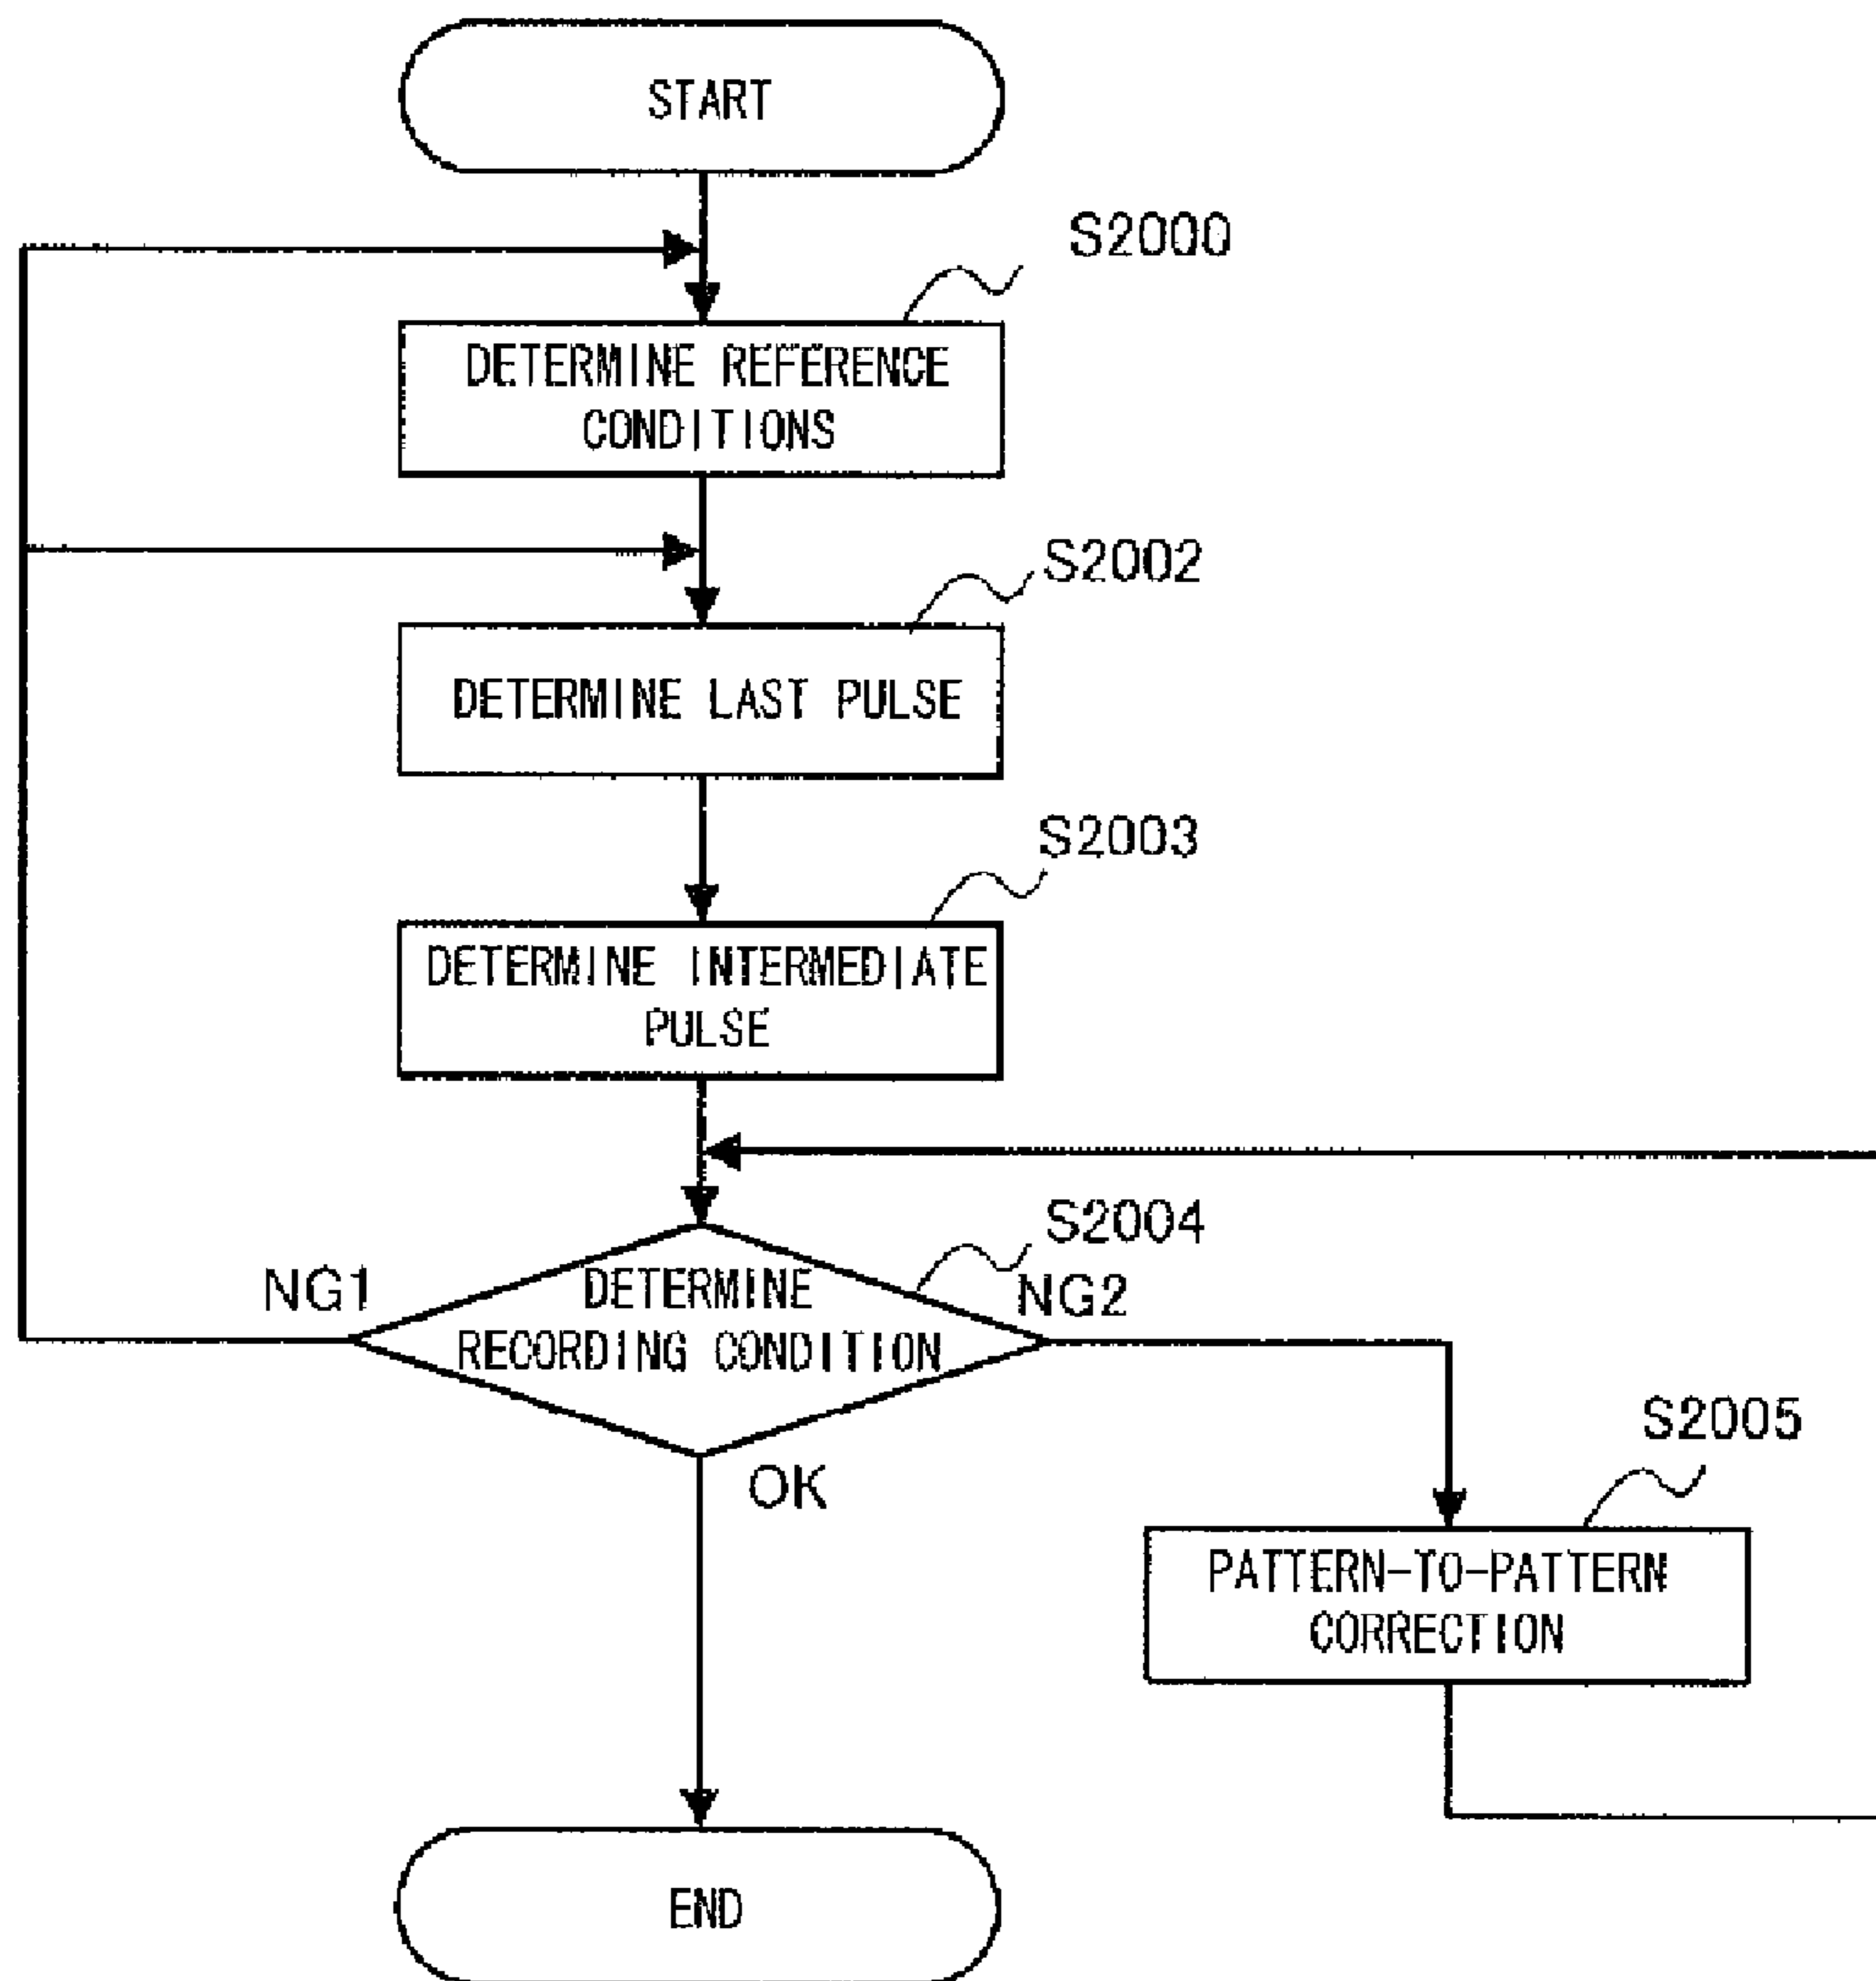 START
S2000
DETERMINE REFERENCE
CONDITIONS
S2002
DETERMINE LAST PULSE
S2003
DETERMINE INTERMEDIATE
PULSE
S2004
NG1
DETERMINE
RECORDING CONDITION
NG2
OK
S2005
PATTERN-TO-PATTERN
CORRECTION
END